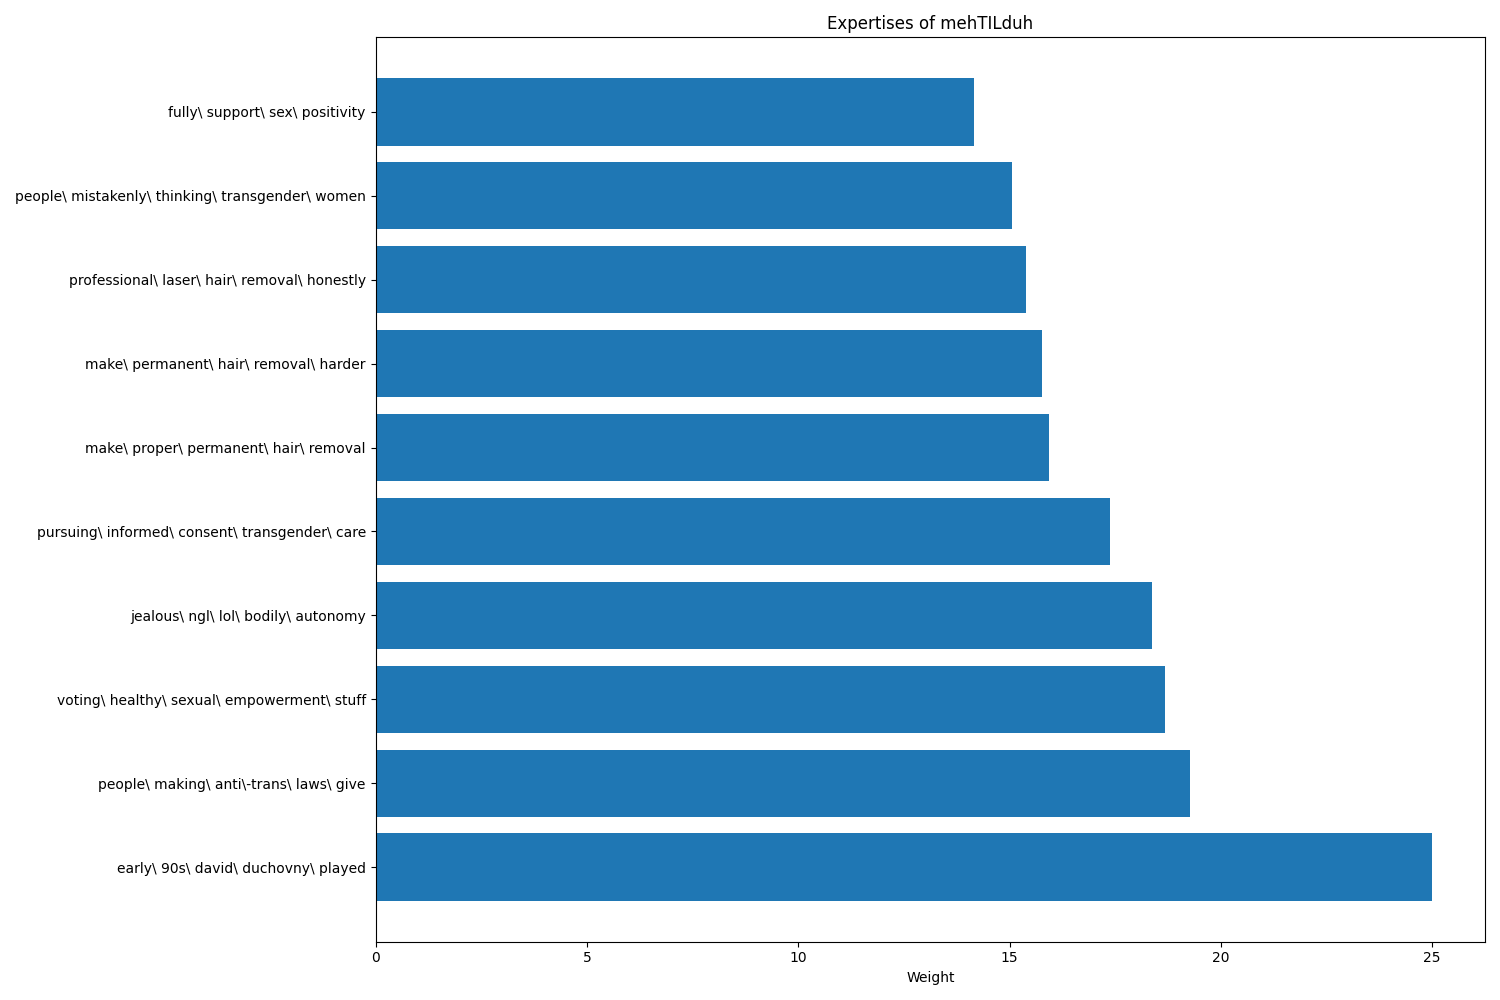 Expertises of mehTILduh
fully\ support\ sex\ positivity
people\ mistakenly\ thinking\ transgender\ women
professional\ laser\ hair\ removal\ honestly
make\ permanent\ hair\ removal\ harder
make\ proper\ permanent\ hair\ removal
pursuing\ informed\ consent\ transgender\ care
jealous\ ngl\ lol\ bodily\ autonomy
voting\ healthy\ sexual\ empowerment\ stuff
people\ making\ anti\-trans\ laws\ give
early\ 90s\ david\ duchovny\ played
0 5 10 15 20 25
Weight